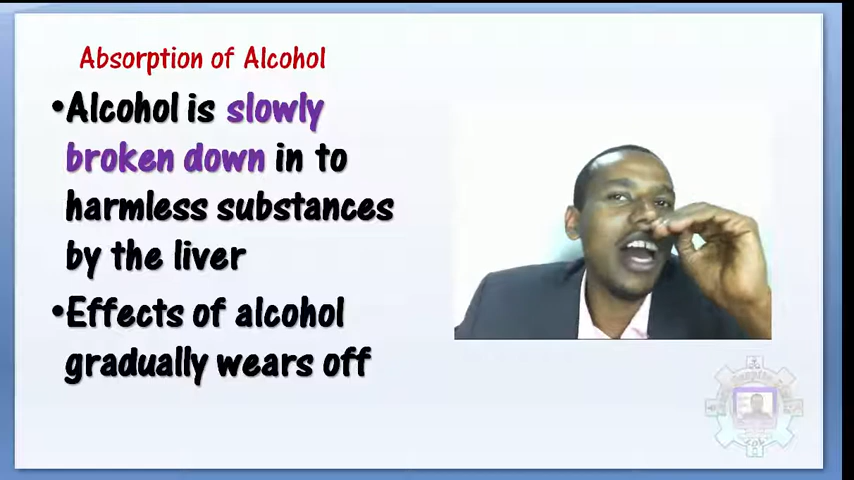 Absorption of Alcohol
•Alcohol is slowly
broken down in to
harmless substances
by the liver
•Effects of alcohol
gradually wears off